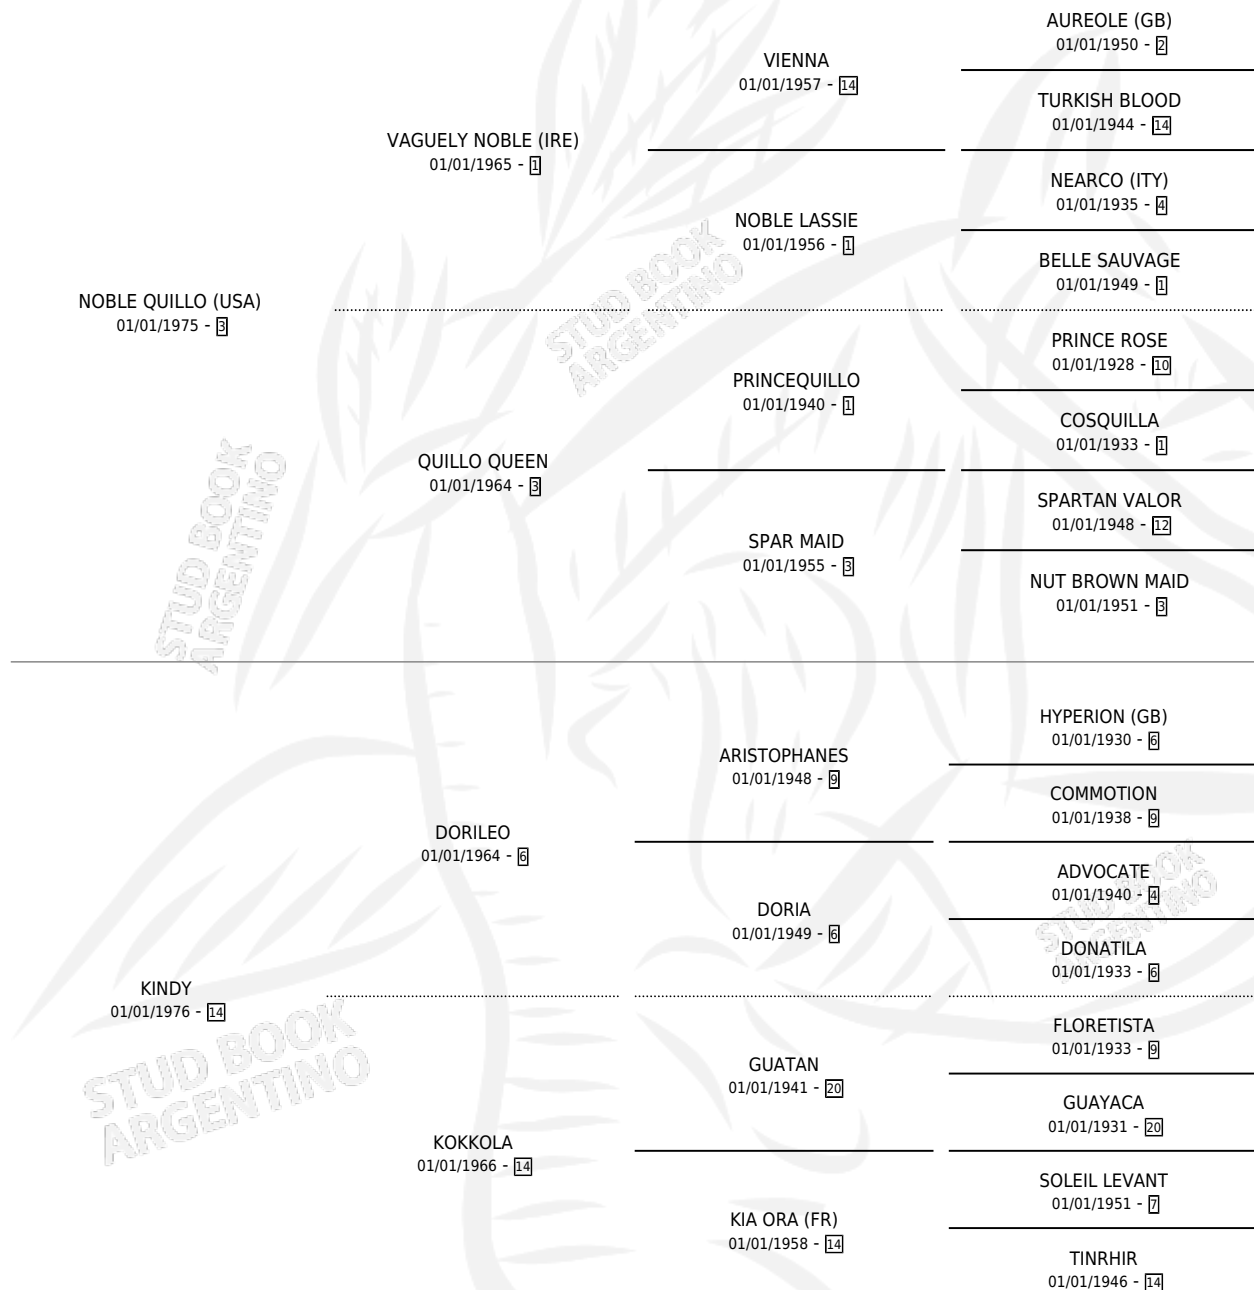 AUREOLE (GB)
01/01/1950 - 2
VIENNA
01/01/1957 - 14
TURKISH BLOOD
01/01/1944 - 14
VAGUELY NOBLE (IRE)
01/01/1965 - 1
NEARCO (ITY)
01/01/1935 - 4
NOBLE LASSIE
01/01/1956 - 1
BELLE SAUVAGE
01/01/1949 - 1
NOBLE QUILLO (USA)
01/01/1975 - 3
PRINCE ROSE
01/01/1928 - 10
PRINCEQUILLO
01/01/1940 - 1
COSQUILLA
01/01/1933 - 1
QUILLO QUEEN
01/01/1964 - 3
SPARTAN VALOR
01/01/1948 - 12
SPAR MAID
01/01/1955 - 3
NUT BROWN MAID
01/01/1951 - 3
HYPERION (GB)
01/01/1930 - 6
ARISTOPHANES
01/01/1948 - 9
COMMOTION
01/01/1938 - 9
DORILEO
01/01/1964 - 6
ADVOCATE
01/01/1940 - 4
DORIA
01/01/1949 - 6
DONATILA
01/01/1933 - 6
KINDY
01/01/1976 - 14
FLORETISTA
01/01/1933 - 9
GUATAN
01/01/1941 - 20
GUAYACA
01/01/1931 - 20
KOKKOLA
01/01/1966 - 14
SOLEIL LEVANT
01/01/1951 - 7
KIA ORA (FR)
01/01/1958 - 14
TINRHIR
01/01/1946 - 14
STUD BOOK
ARGENTINO
STUD BOOK
ARGENTINO
STUD BOOK
ARGENTINO
STUD BOOK
ARGENTINO